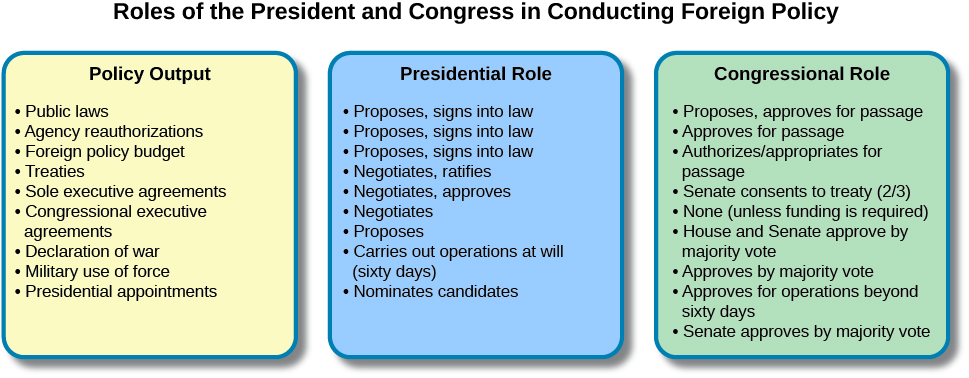 Roles of the President and Congress in Conducting Foreign Policy
Policy Output
• Public laws
• Agency reauthorizations
• Foreign policy budget
• Treaties
• Sole executive agreements
• Congressional executive
agreements
• Declaration of war
• Military use of force
• Presidential appointments
Presidential Role
• Proposes, signs into law
• Proposes, signs into law
• Proposes, signs into law
• Negotiates, ratifies
• Negotiates, approves
• Negotiates
• Proposes
• Carries out operations at will
(sixty days)
• Nominates candidates
Congressional Role
• Proposes, approves for passage
• Approves for passage
• Authorizes/appropriates for
passage
• Senate consents to treaty (2/3)
• None (unless funding is required)
• House and Senate approve by
majority vote
• Approves by majority vote
• Approves for operations beyond
sixty days
• Senate approves by majority vote